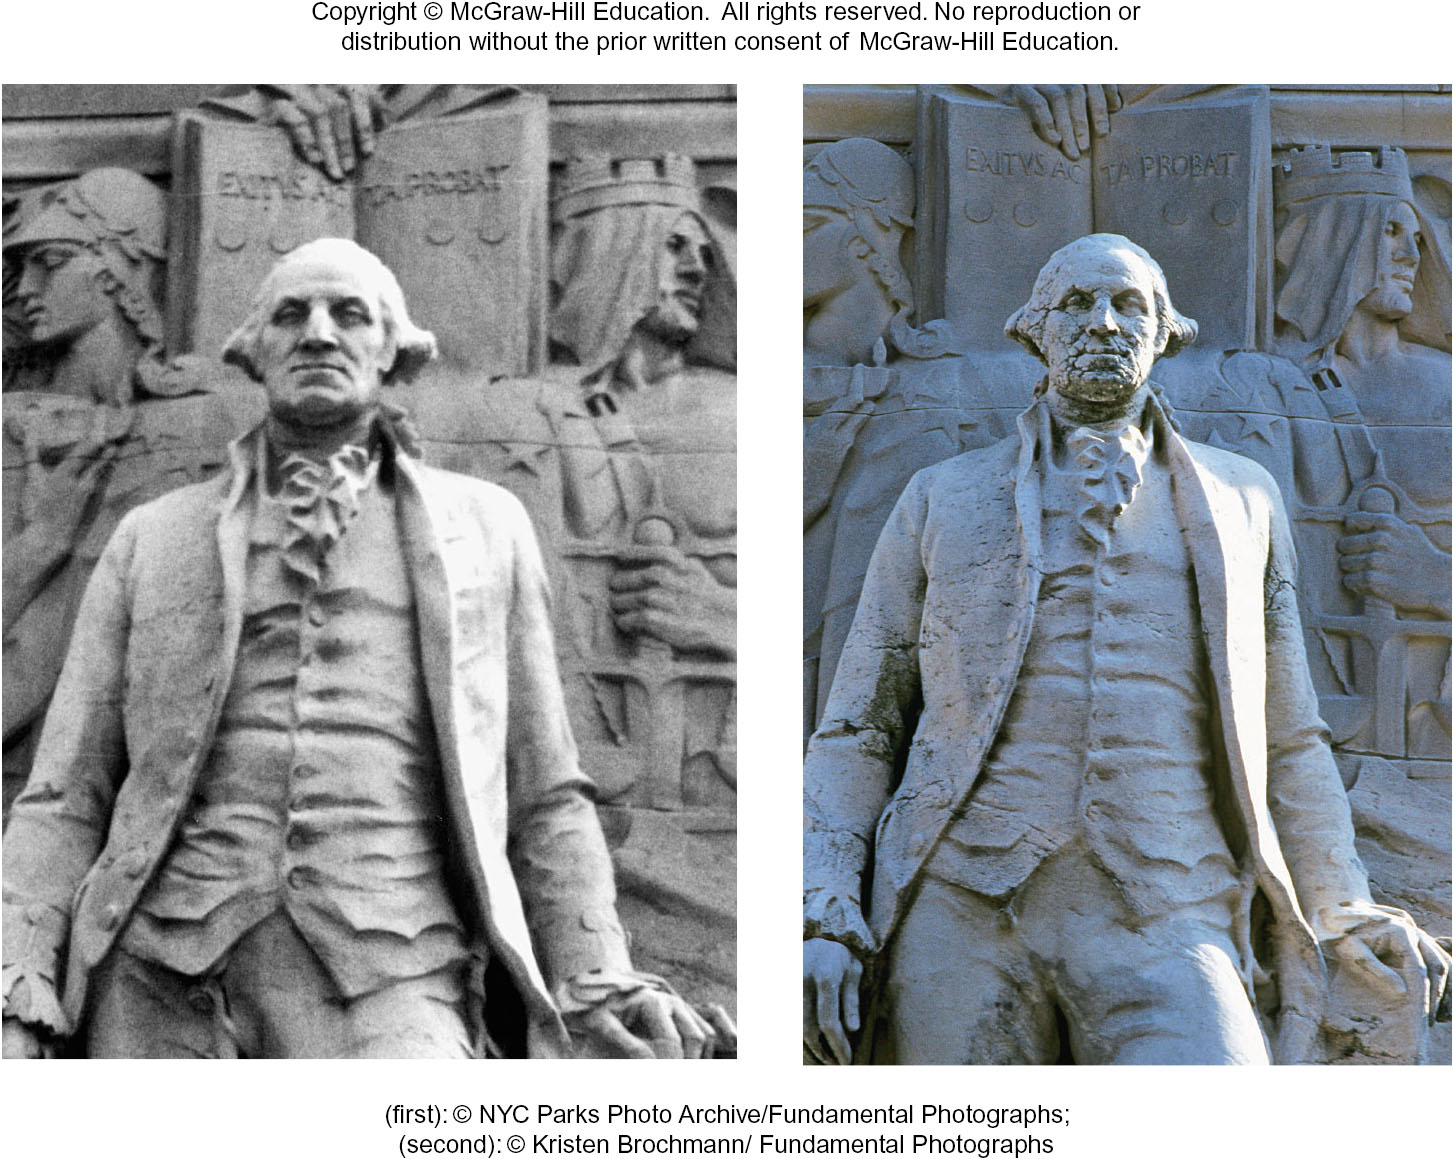 Copyright © McGraw-Hill Education. All rights reserved. No reproduction or
distribution without the prior written consent of McGraw-Hill Education.
EXITVS AC TA PROBAT
EXITVS AC TA PROBAT
(first): © NYC Parks Photo Archive/Fundamental Photographs;
(second): © Kristen Brochmann/ Fundamental Photographs